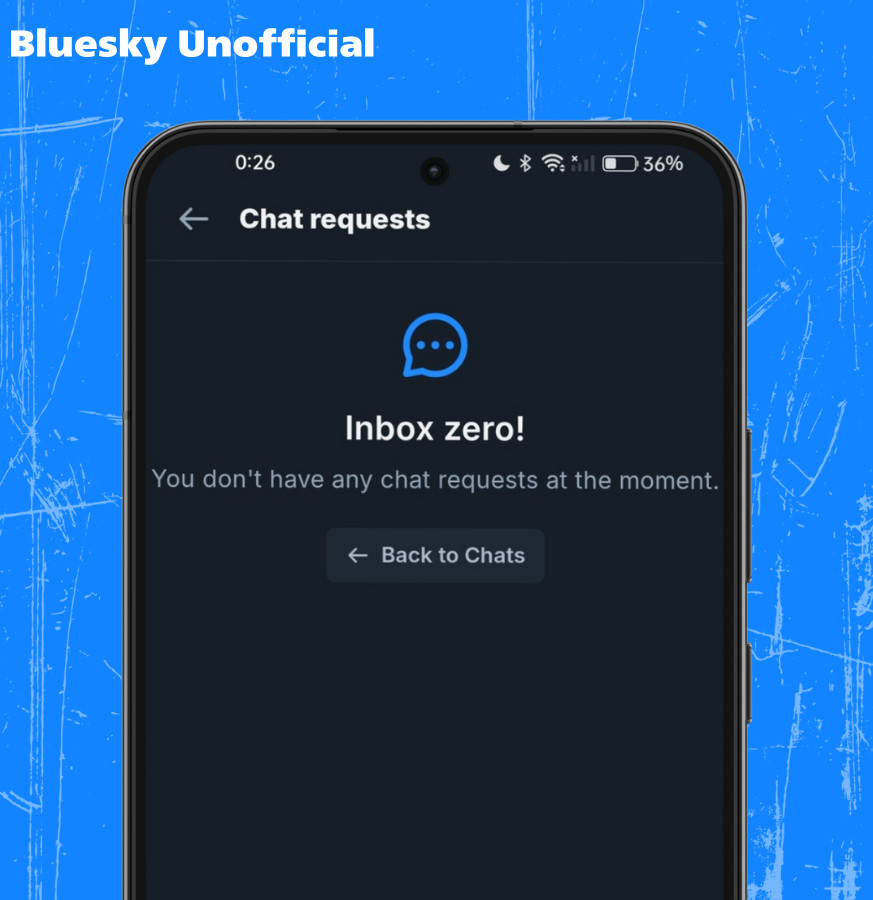 Bluesky Unofficial
0:26
36%
Chat requests
Inbox zero!
You don't have any chat requests at the moment.
Back to Chats